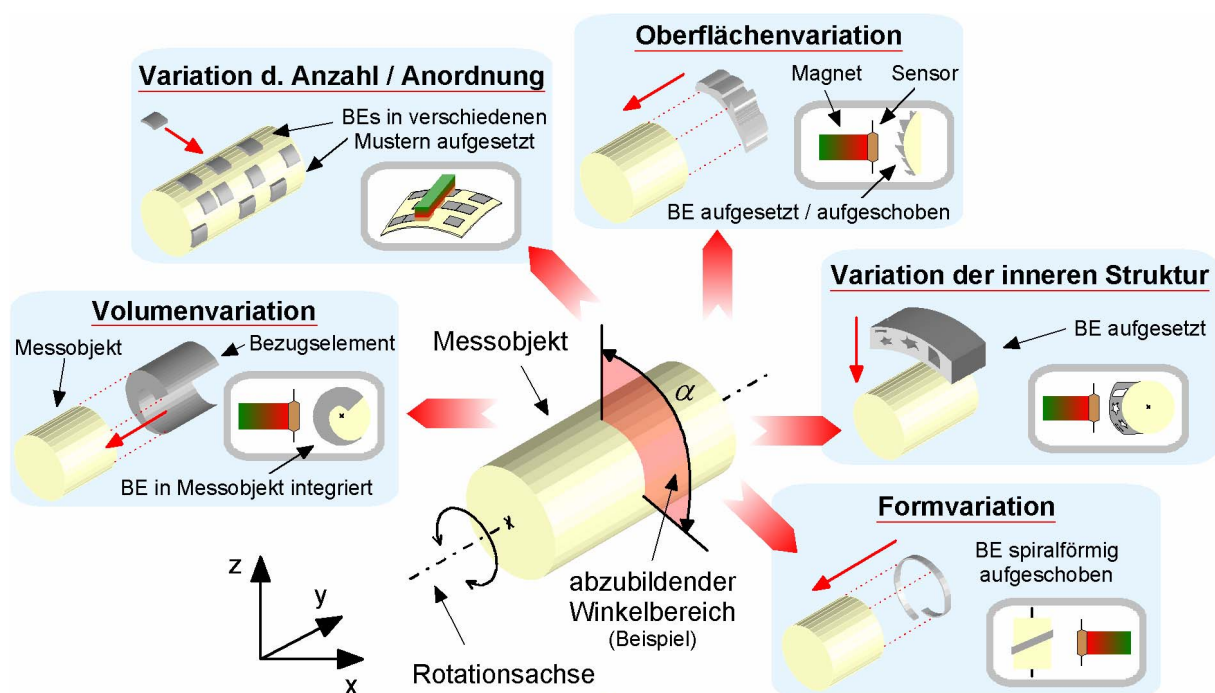 Oberflächenvariation
Magnet
Sensor
BE aufgesetzt / aufgeschoben
Variation d. Anzahl / Anordnung
BEs in verschiedenen
Mustern aufgesetzt
Variation der inneren Struktur
BE aufgesetzt
Volumenvariation
Messobjekt
Bezugselement
BE in Messobjekt integriert
Messobjekt
α
abzubildender
Winkelbereich
(Beispiel)
Rotationsachse
z
y
x
Formvariation
BE spiralförmig
aufgeschoben